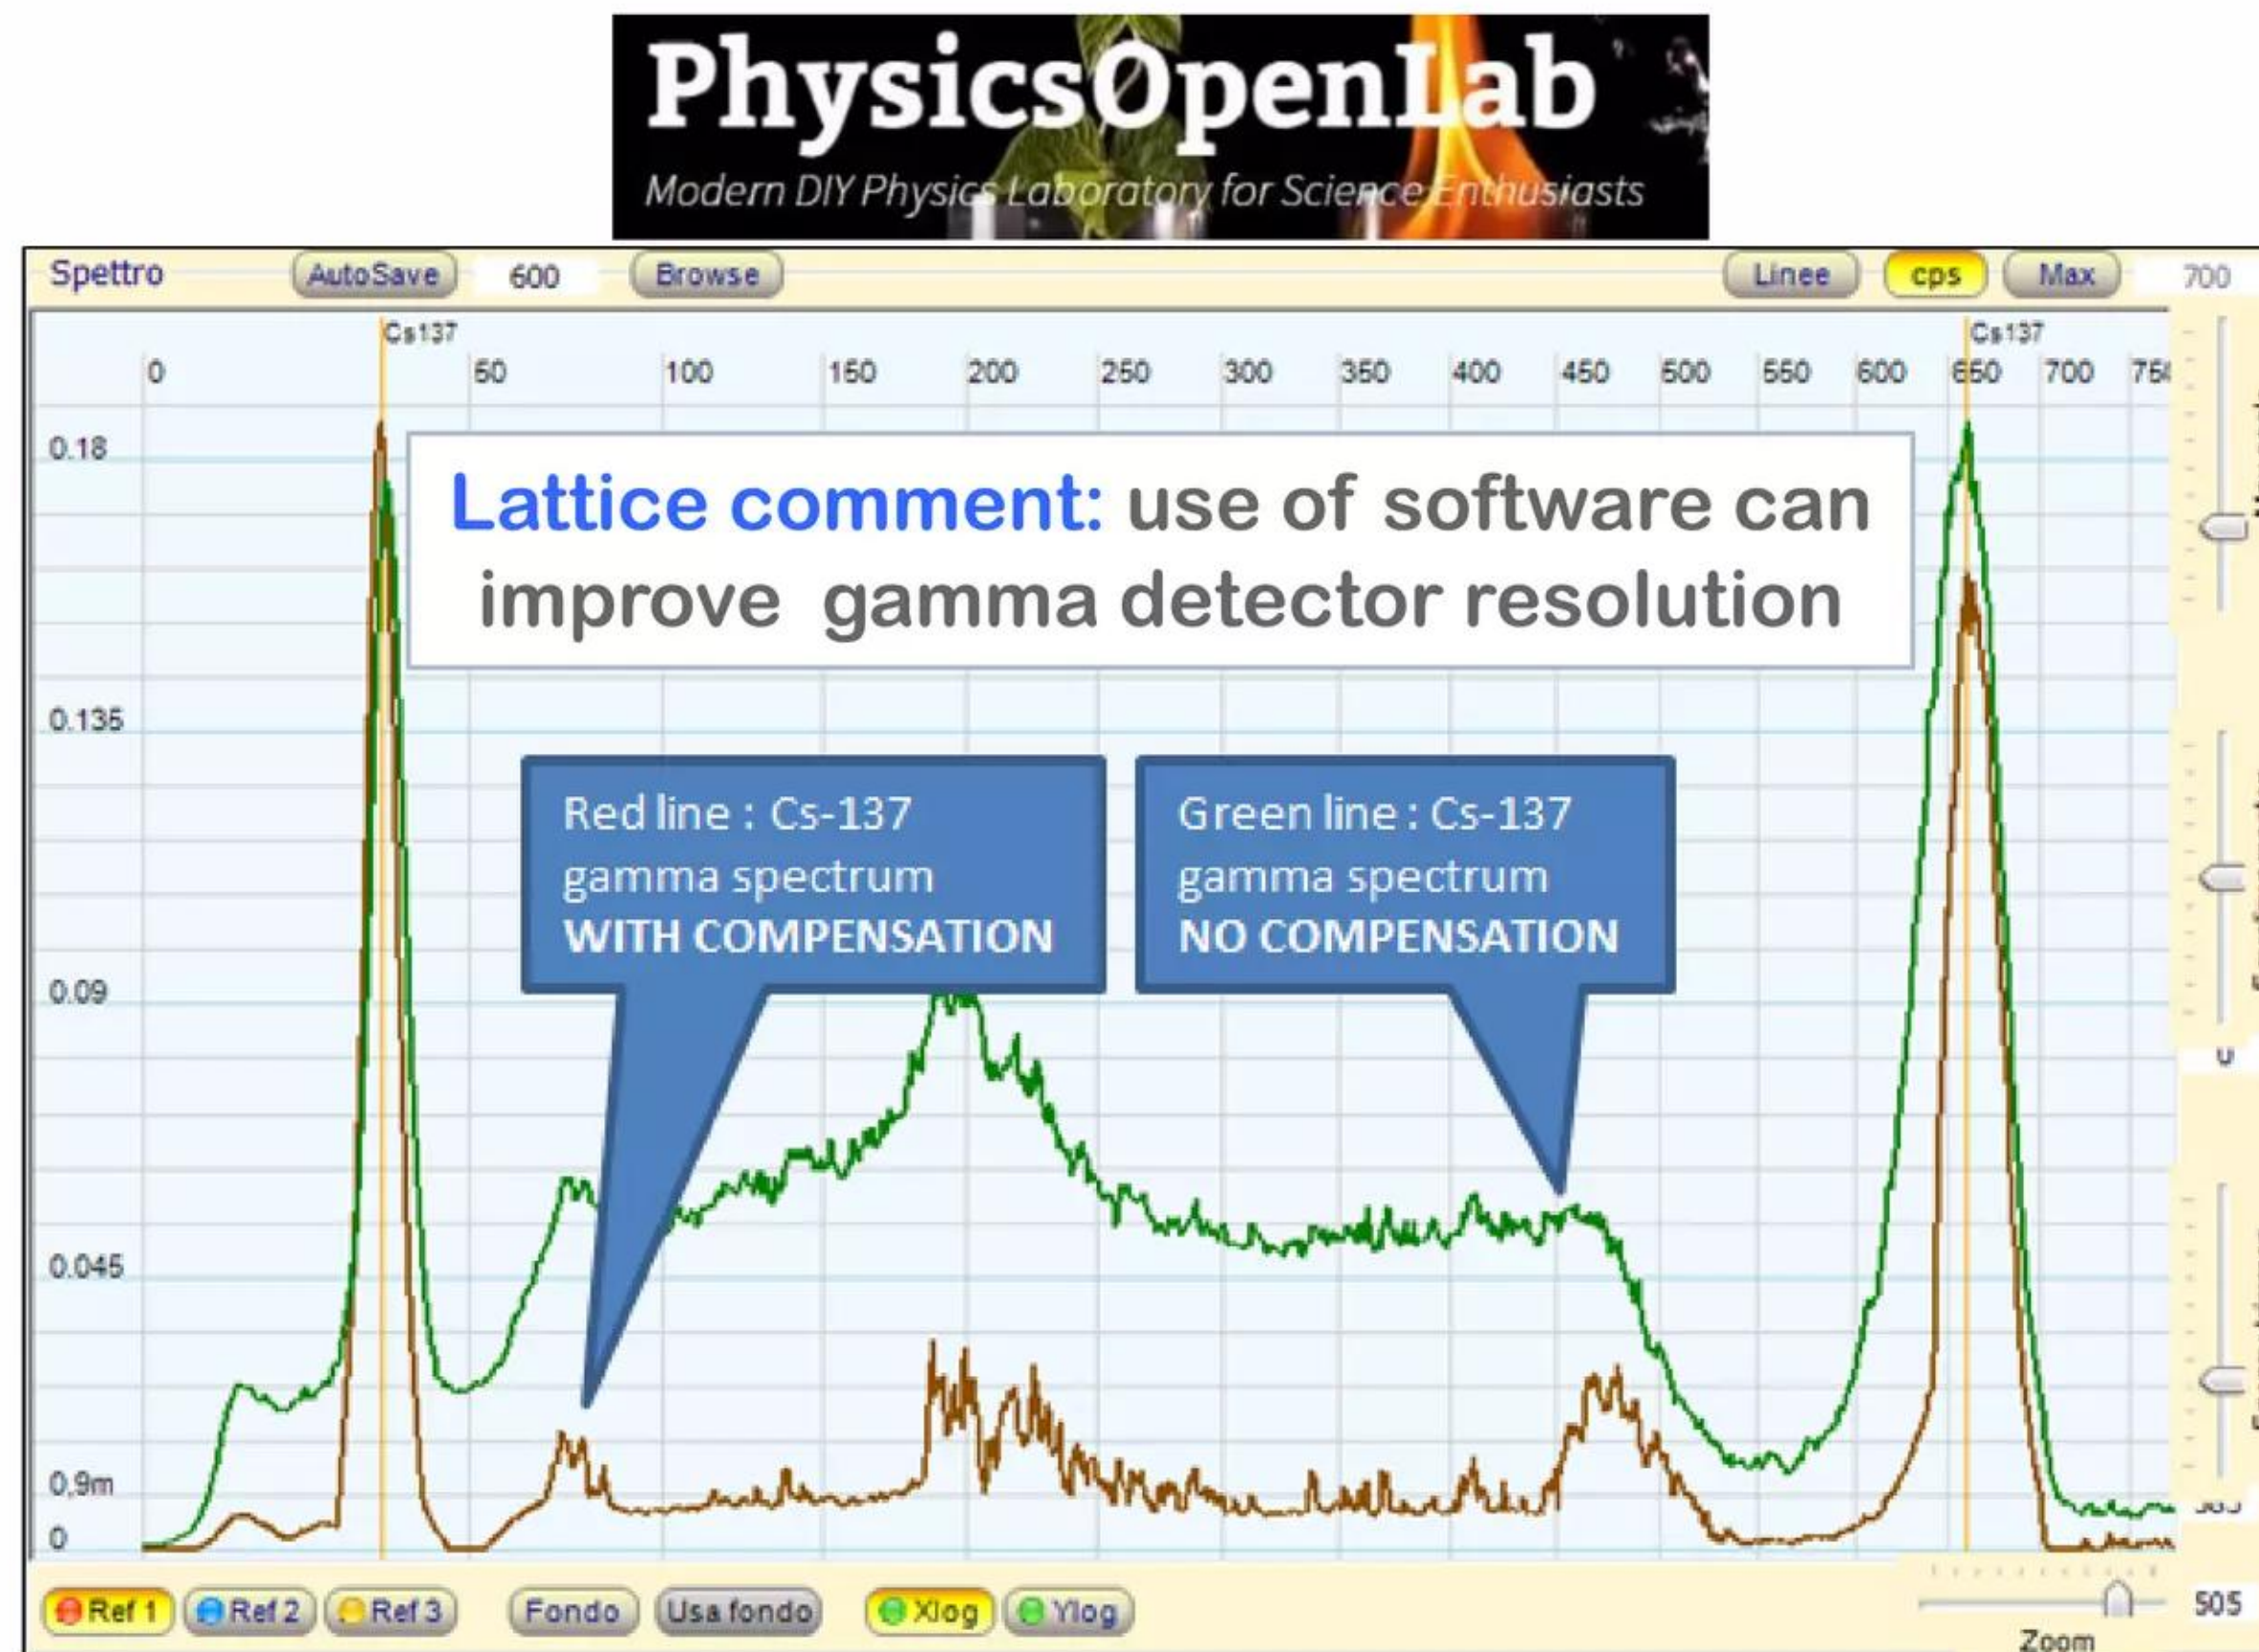 PhysicsOpenLab
Modern DIY Physics Laboratory for Science Enthusiasts
Spettro AutoSave 600 Browse Linee cps Max 700
Cs137 Cs137
0 50 100 150 200 250 300 350 400 450 500 550 600 650 700
0.18
Lattice comment: use of software can
improve gamma detector resolution
0.135
Red line : Cs-137
gamma spectrum
WITH COMPENSATION
Green line : Cs-137
gamma spectrum
NO COMPENSATION
0.09
0.045
0,9m
0
Ref 1 Ref 2 Ref 3 Fondo Usa fondo Xlog Ylog 505
Zoom